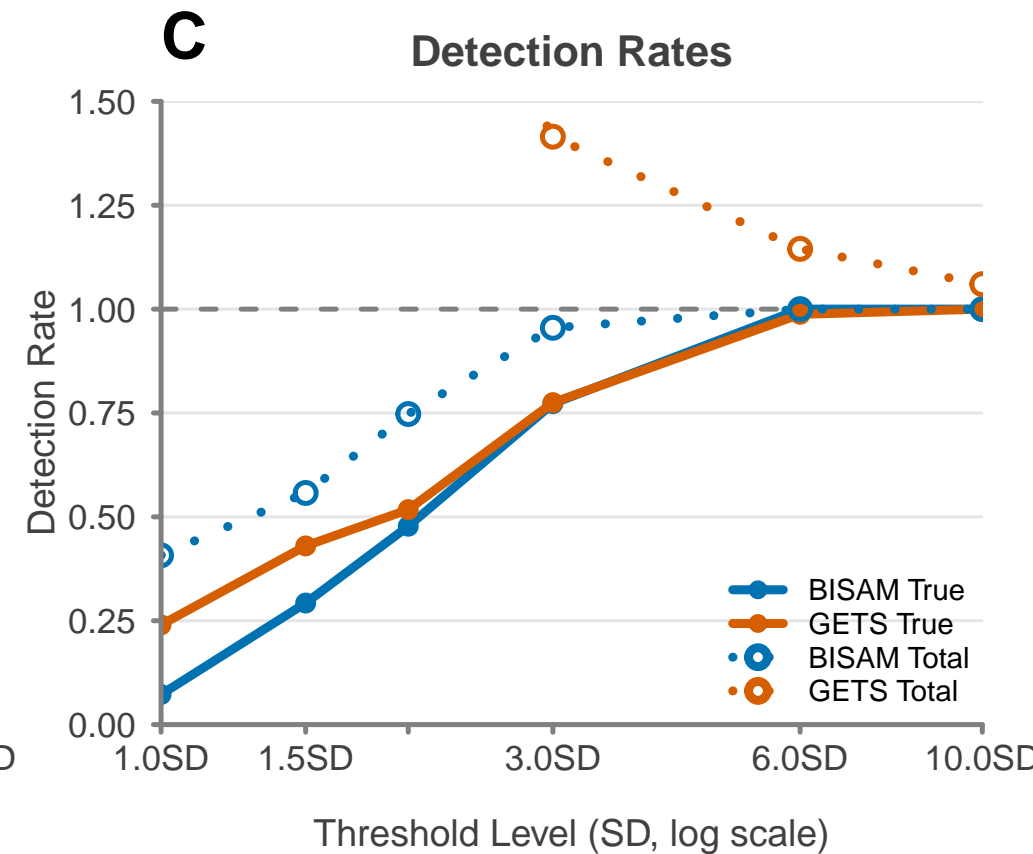 C
Detection Rates
1.50
1.25
1.00
0.75
0.50
0.25
0.00
Detection Rate
BISAM True
GETS True
BISAM Total
GETS Total
D 1.0SD 1.5SD 3.0SD 6.0SD 10.0SD
Threshold Level (SD, log scale)